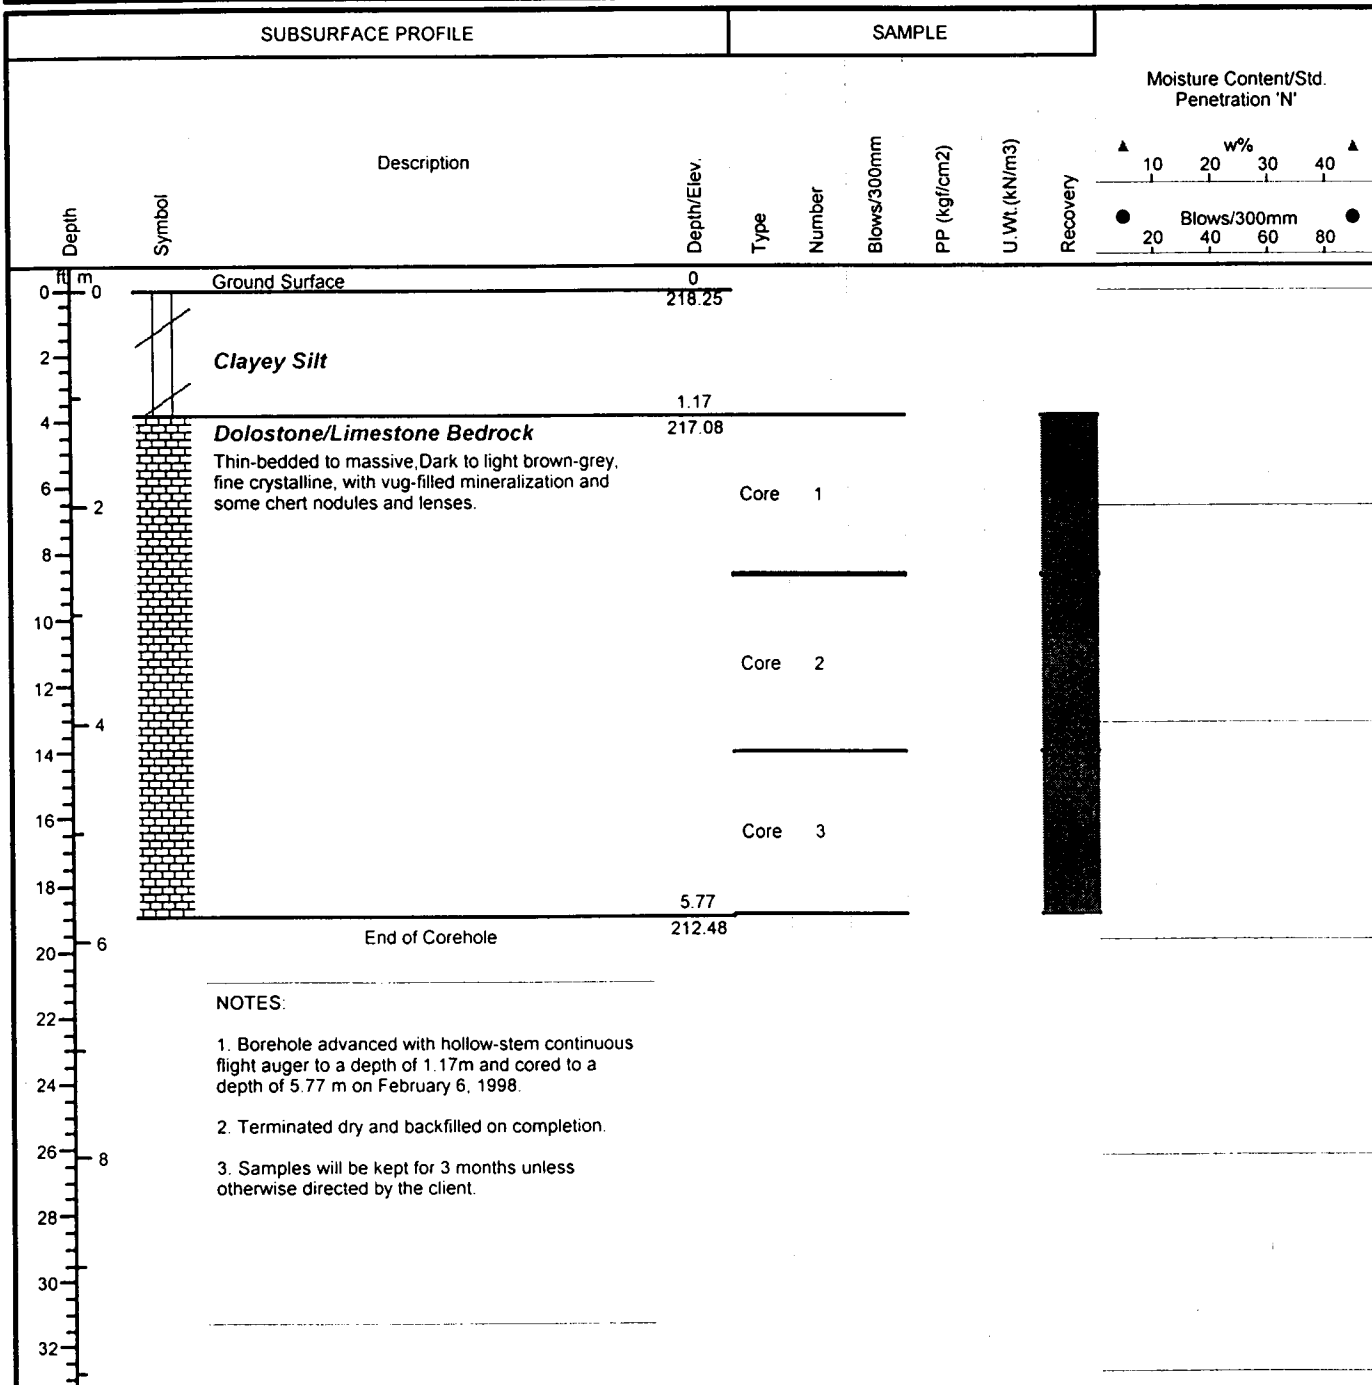 SUBSURFACE PROFILE
SAMPLE
Moisture Content/Std.
Penetration 'N'
Depth
Symbol
Description
Depth/Elev.
Type
Number
Blows/300mm
PP (kgf/cm2)
U.Wt.(kN/m3)
Recovery
▲ w% ▲
10 20 30 40
● Blows/300mm ●
20 40 60 80
ft m
0 0
Ground Surface
0
218.25
2
Clayey Silt
1.17
4
217.08
Dolostone/Limestone Bedrock
Thin-bedded to massive,Dark to light brown-grey,
fine crystalline, with vug-filled mineralization and
some chert nodules and lenses.
Core 1
6
2
8
10
Core 2
12
4
14
16
Core 3
18
5.77
212.48
End of Corehole
6
20
NOTES:
22
1. Borehole advanced with hollow-stem continuous
flight auger to a depth of 1.17m and cored to a
depth of 5.77 m on February 6, 1998.
24
2. Terminated dry and backfilled on completion.
26
8
3. Samples will be kept for 3 months unless
otherwise directed by the client.
28
30
32